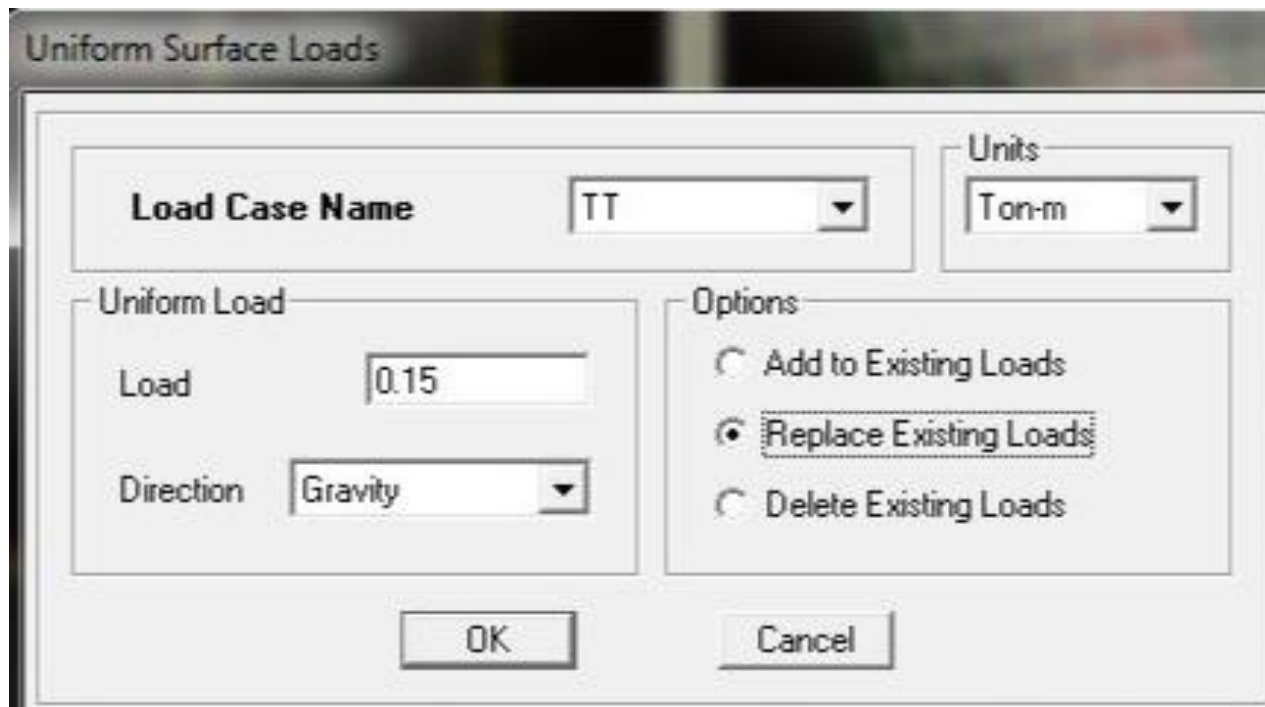 Uniform Surface Loads
Units
Load Case Name TT Ton-m
Uniform Load
Load 0.15
Direction Gravity
Options
Add to Existing Loads
Replace Existing Loads
Delete Existing Loads
OK Cancel